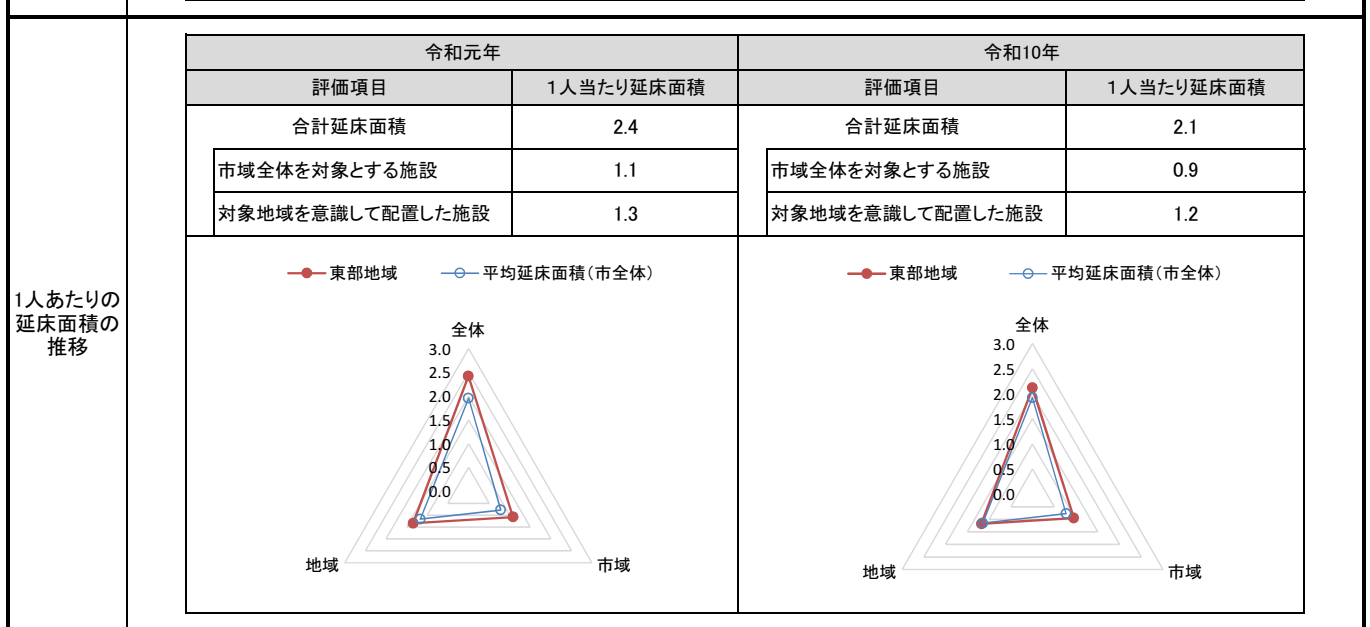 1人あたりの
延床面積の
推移
令和元年
令和10年
評価項目
1人当たり延床面積
評価項目
1人当たり延床面積
合計延床面積
2.4
合計延床面積
2.1
市域全体を対象とする施設
1.1
市域全体を対象とする施設
0.9
対象地域を意識して配置した施設
1.3
対象地域を意識して配置した施設
1.2
東部地域
平均延床面積(市全体)
全体
3.0
2.5
2.0
1.5
1.0
0.5
0.0
地域
市域
東部地域
平均延床面積(市全体)
全体
3.0
2.5
2.0
1.5
1.0
0.5
0.0
地域
市域